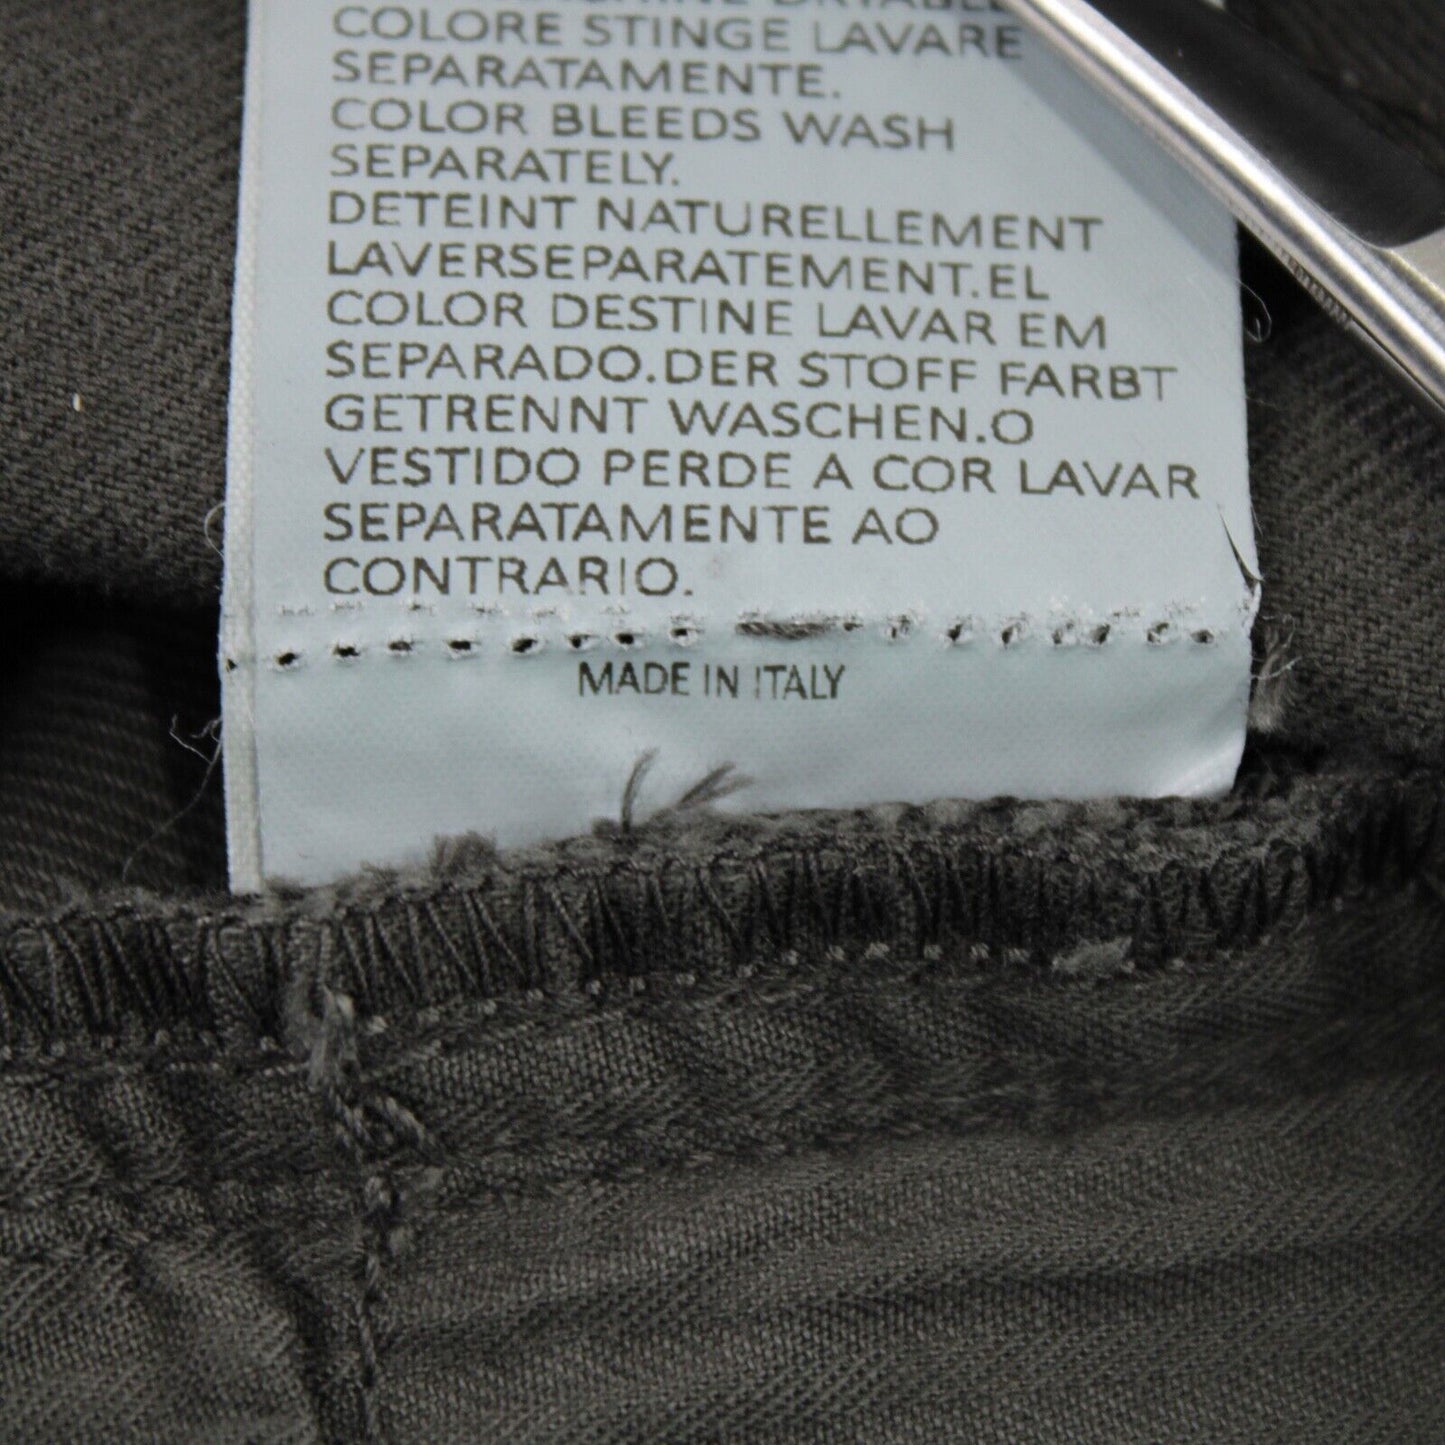 COLORE STINGE LAVARE
SEPARATAMENTE.
COLOR BLEEDS WASH
SEPARATELY.
DETEINT NATURELLEMENT
LAVERSEPARATEMENT.EL
COLOR DESTINE LAVAR EM
SEPARADO.DER STOFF FARBT
GETRENNT WASCHEN.O
VESTIDO PERDE A COR LAVAR
SEPARATAMENTE AO
CONTRARIO.
MADE IN ITALY